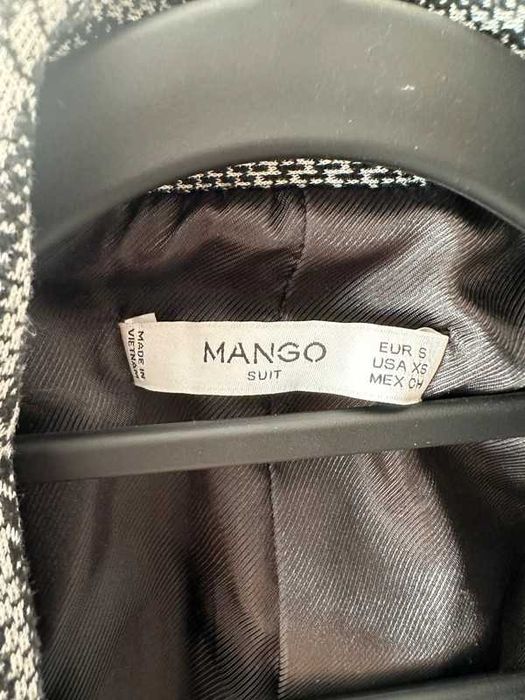 MADE IN
VIETNAM
MANGO
SUIT
EUR S
USA XS
MEX CH